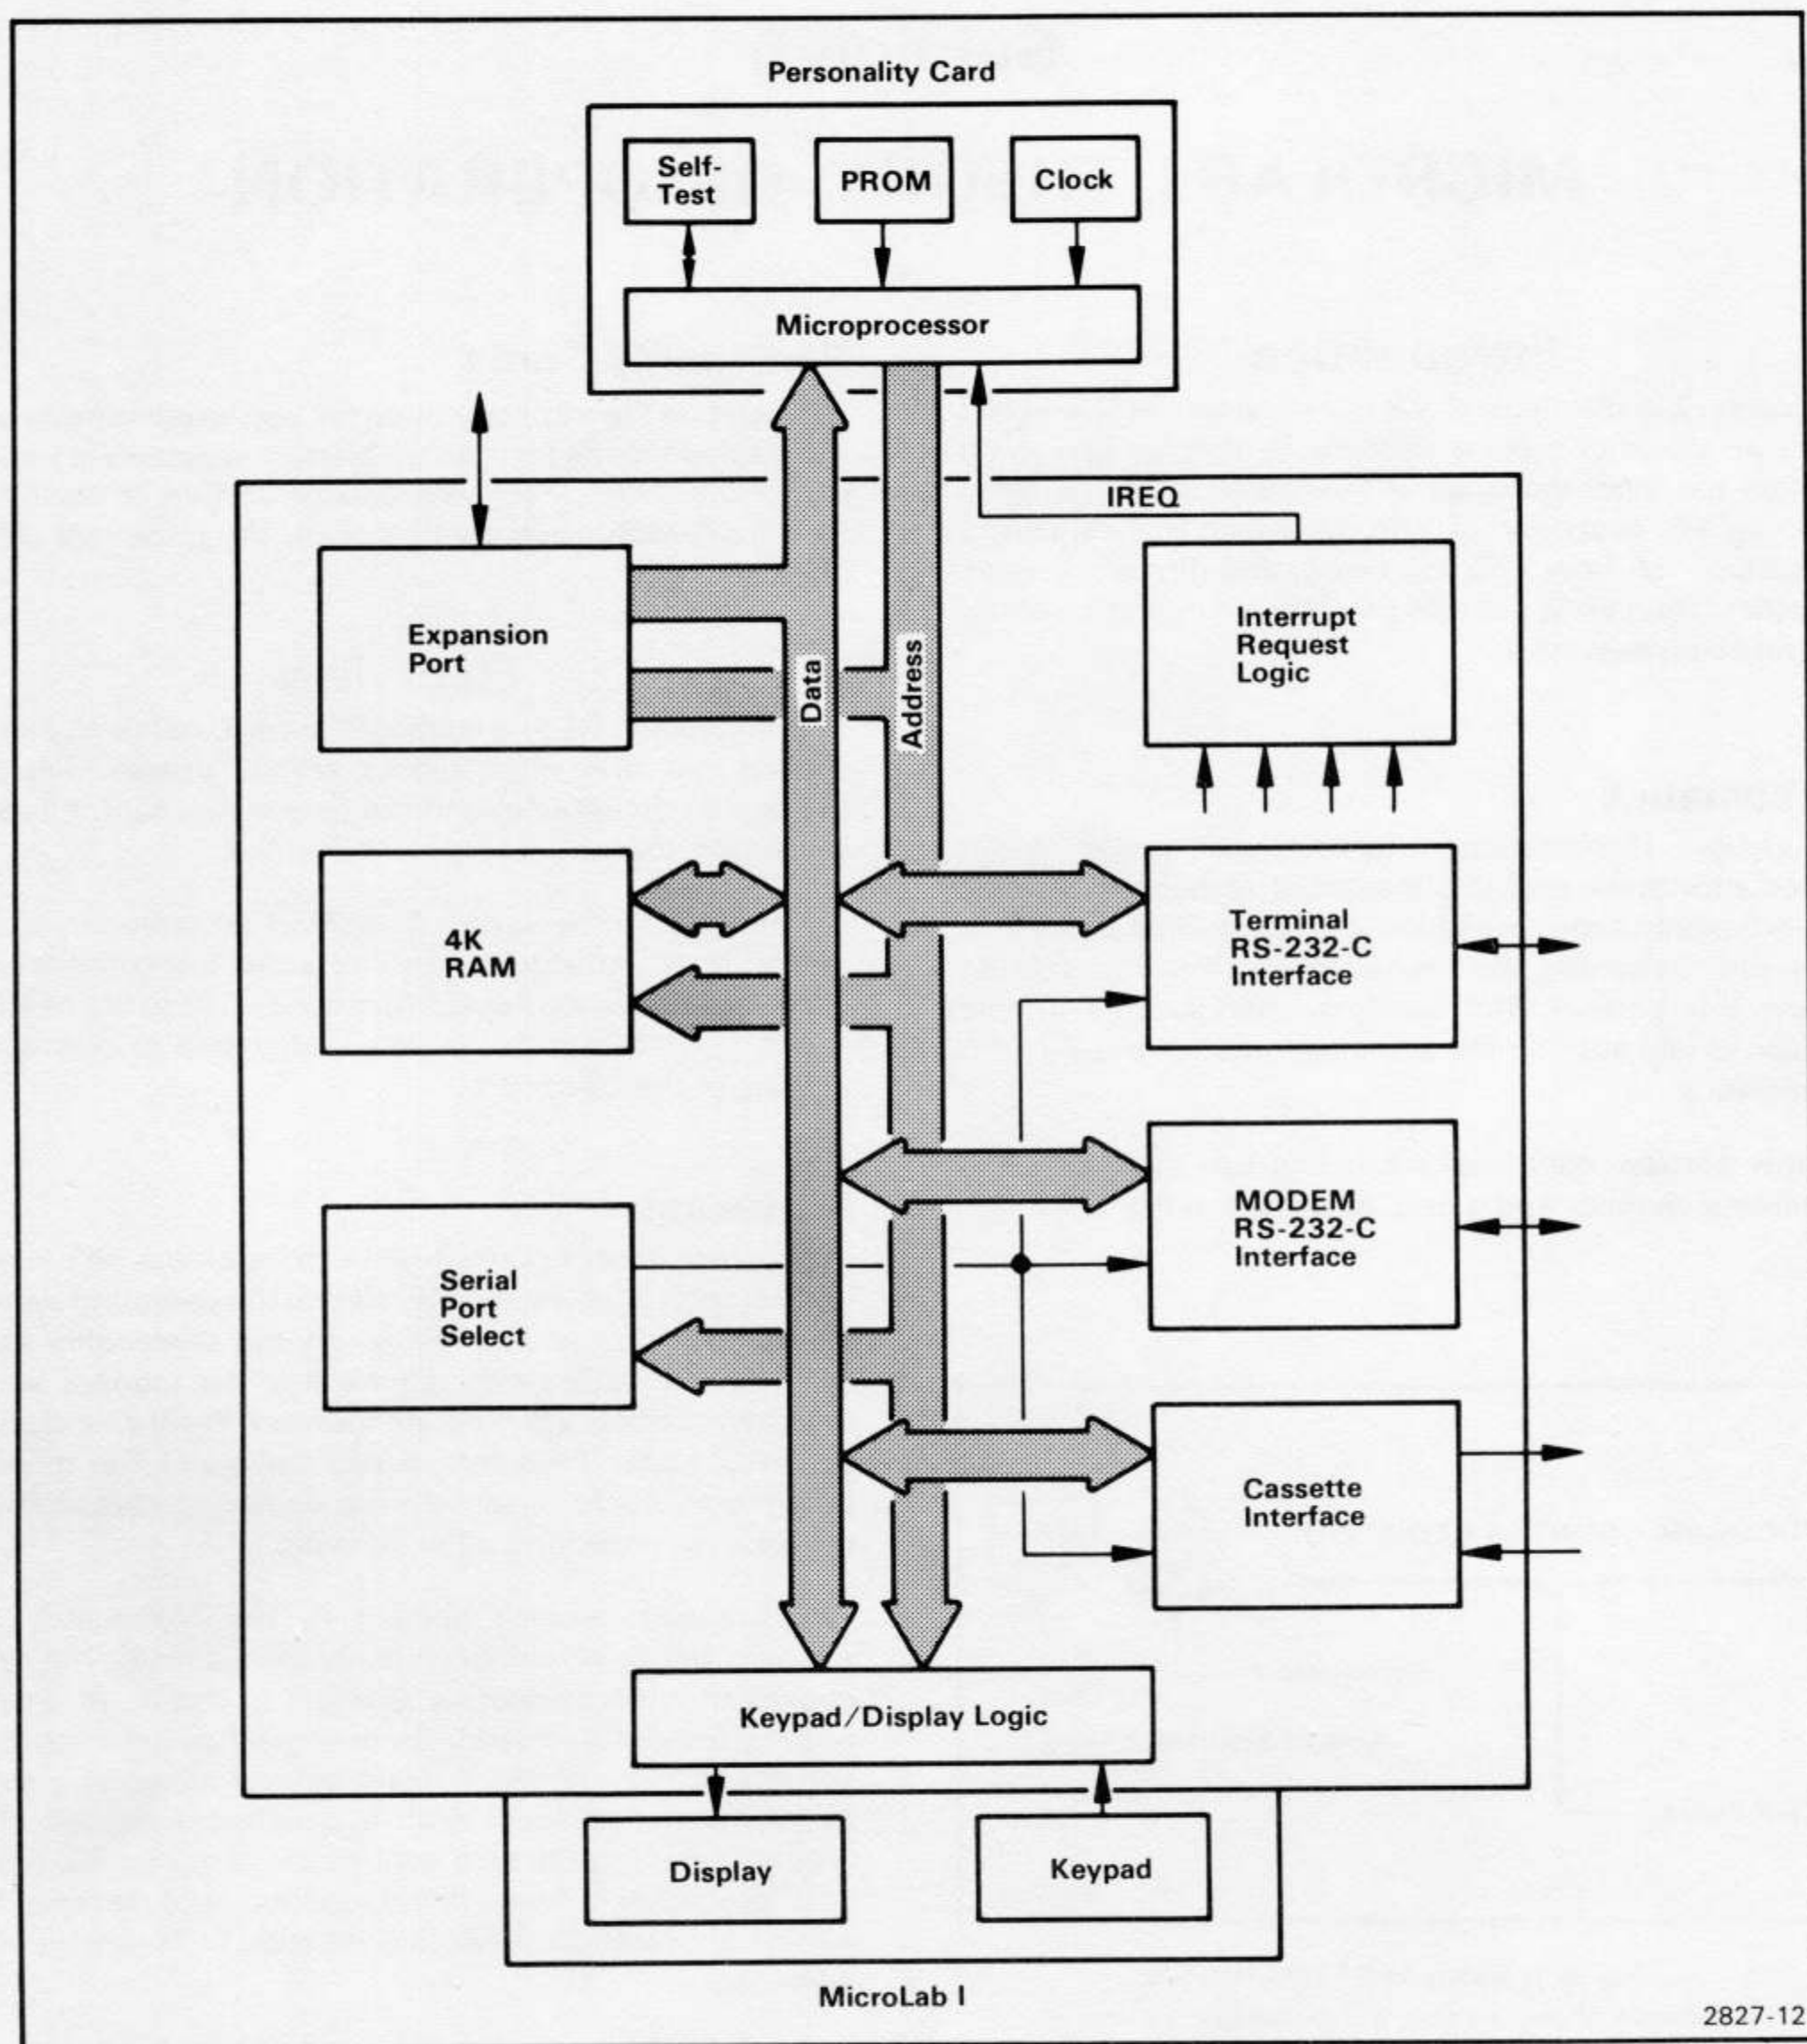 Personality Card
Self-
Test
PROM
Clock
Microprocessor
IREQ
Expansion
Port
Data
Address
Interrupt
Request
Logic
4K
RAM
Terminal
RS-232-C
Interface
MODEM
RS-232-C
Interface
Serial
Port
Select
Cassette
Interface
Keypad/Display Logic
Display
Keypad
MicroLab I
2827-12